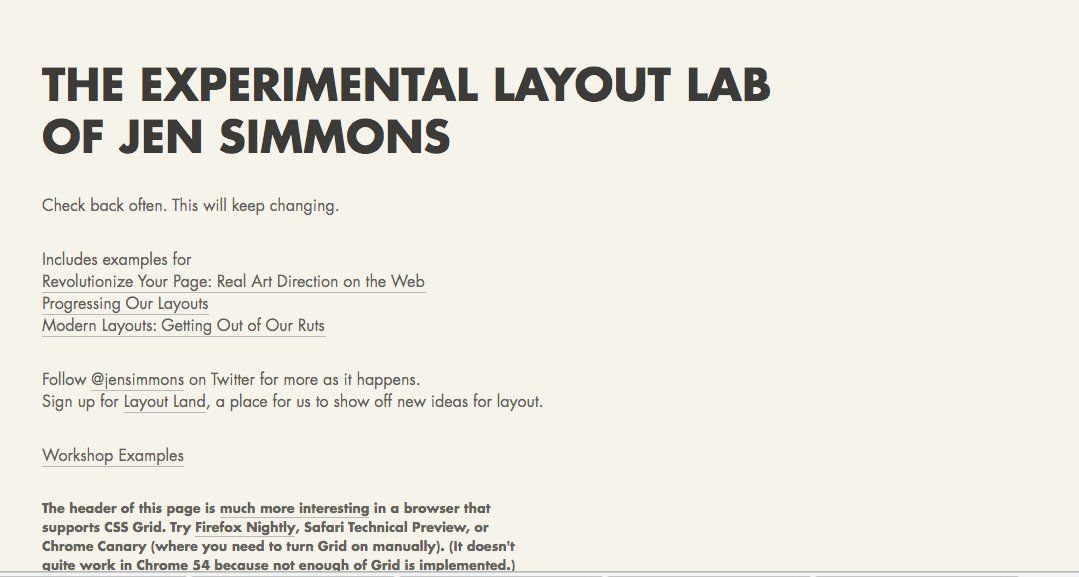 THE EXPERIMENTAL LAYOUT LAB
OF JEN SIMMONS
Check back often. This will keep changing.
Includes examples for
Revolutionize Your Page: Real Art Direction on the Web
Progressing Our Layouts
Modern Layouts: Getting Out of Our Ruts
Follow @jensimmons on Twitter for more as it happens.
Sign up for Layout Land, a place for us to show off new ideas for layout.
Workshop Examples
The header of this page is much more interesting in a browser that
supports CSS Grid. Try Firefox Nightly, Safari Technical Preview, or
Chrome Canary (where you need to turn Grid on manually). (It doesn't
quite work in Chrome 54 because not enough of Grid is implemented.)